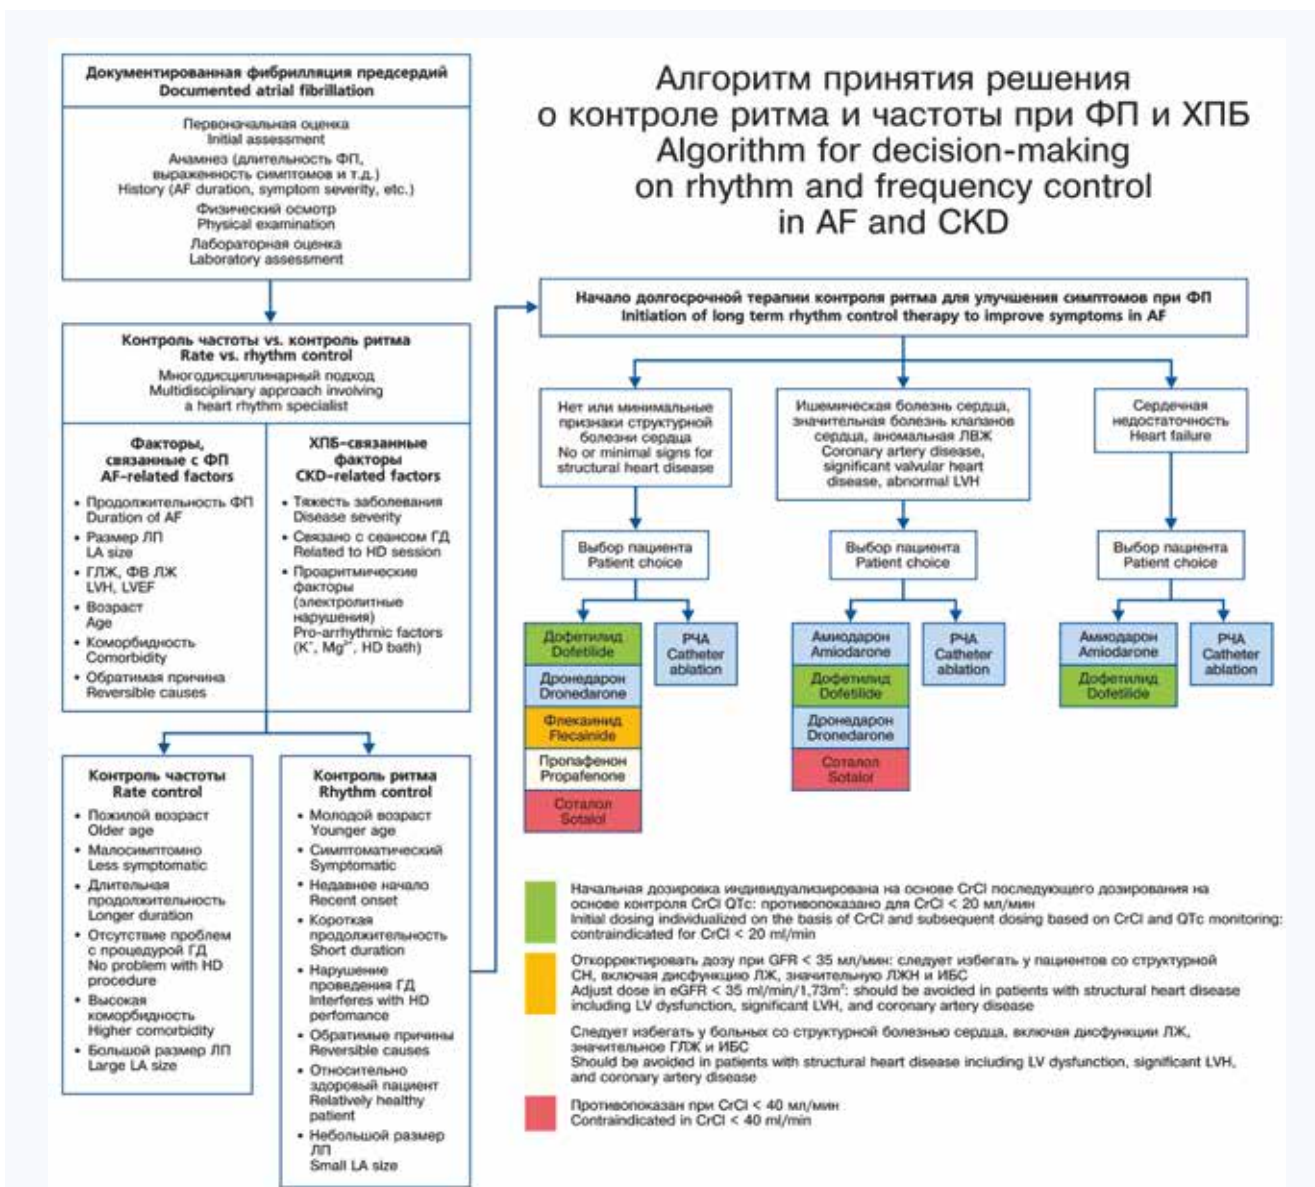 Документированная фибрилляция предсердий
Documented atrial fibrillation
Первоначальная оценка
Initial assessment
Анамнез (длительность ФП,
выраженность симптомов и т.д.)
History (AF duration, symptom severity, etc.)
Физический осмотр
Physical examination
Лабораторная оценка
Laboratory assessment
Алгоритм принятия решения
о контроле ритма и частоты при ФП и ХПБ
Algorithm for decision-making
on rhythm and frequency control
in AF and CKD
Контроль частоты vs. контроль ритма
Rate vs. rhythm control
Многодисциплинарный подход
Multidisciplinary approach involving
a heart rhythm specialist
Факторы,
связанные с ФП
AF-related factors
• Продолжительность ФП
Duration of AF
• Размер ЛП
LA size
• ГЛЖ, ФВ ЛЖ
LVH, LVEF
• Возраст
Age
• Коморбидность
Comorbidity
• Обратимая причина
Reversible causes
ХПБ-связанные
факторы
CKD-related factors
• Тяжесть заболевания
Disease severity
• Связано с сеансом ГД
Related to HD session
• Проаритмические
факторы
(электролитные
нарушения)
Pro-arrhythmic factors
(K⁺, Mg²⁺, HD bath)
Контроль частоты
Rate control
• Пожилой возраст
Older age
• Малосимптомно
Less symptomatic
• Длительная
продолжительность
Longer duration
• Отсутствие проблем
с процедурой ГД
No problem with HD
procedure
• Высокая
коморбидность
Higher comorbidity
• Большой размер ЛП
Large LA size
Контроль ритма
Rhythm control
• Молодой возраст
Younger age
• Симптоматический
Symptomatic
• Недавнее начало
Recent onset
• Короткая
продолжительность
Short duration
• Нарушение
проведения ГД
Interferes with HD
perfomance
• Обратимые причины
Reversible causes
• Относительно
здоровый пациент
Relatively healthy
patient
• Небольшой размер
ЛП
Small LA size
Начало долгосрочной терапии контроля ритма для улучшения симптомов при ФП
Initiation of long term rhythm control therapy to improve symptoms in AF
Нет или минимальные
признаки структурной
болезни сердца
No or minimal signs for
structural heart disease
Ишемическая болезнь сердца,
значительная болезнь клапанов
сердца, аномальная ЛВЖ
Coronary artery disease,
significant valvular heart
disease, abnormal LVH
Сердечная
недостаточность
Heart failure
Выбор пациента
Patient choice
Выбор пациента
Patient choice
Выбор пациента
Patient choice
Дофетилид
Dofetilide
Дронедарон
Dronedarone
Флекаинид
Flecainide
Пропафенон
Propafenone
Соталол
Sotalol
РЧА
Catheter
ablation
Амиодарон
Amiodarone
Дофетилид
Dofetilide
Дронедарон
Dronedarone
Соталол
Sotalol
РЧА
Catheter
ablation
Амиодарон
Amiodarone
Дофетилид
Dofetilide
РЧА
Catheter
ablation
Начальная дозировка индивидуализирована на основе CrCl последующего дозирования на
основе контроля CrCl QTc: противопоказано для CrCl < 20 мл/мин
Initial dosing individualized on the basis of CrCl and subsequent dosing based on CrCl and QTc monitoring:
contraindicated for CrCl < 20 ml/min
Откорректировать дозу при GFR < 35 мл/мин: следует избегать у пациентов со структурной
СН, включая дисфункцию ЛЖ, значительную ЛЖН и ИБС
Adjust dose in eGFR < 35 ml/min/1,73m²: should be avoided in patients with structural heart disease
including LV dysfunction, significant LVH, and coronary artery disease
Следует избегать у больных со структурной болезнью сердца, включая дисфункции ЛЖ,
значительное ГЛЖ и ИБС
Should be avoided in patients with structural heart disease including LV dysfunction, significant LVH,
and coronary artery disease
Противопоказан при CrCl < 40 мл/мин
Contraindicated in CrCl < 40 ml/min